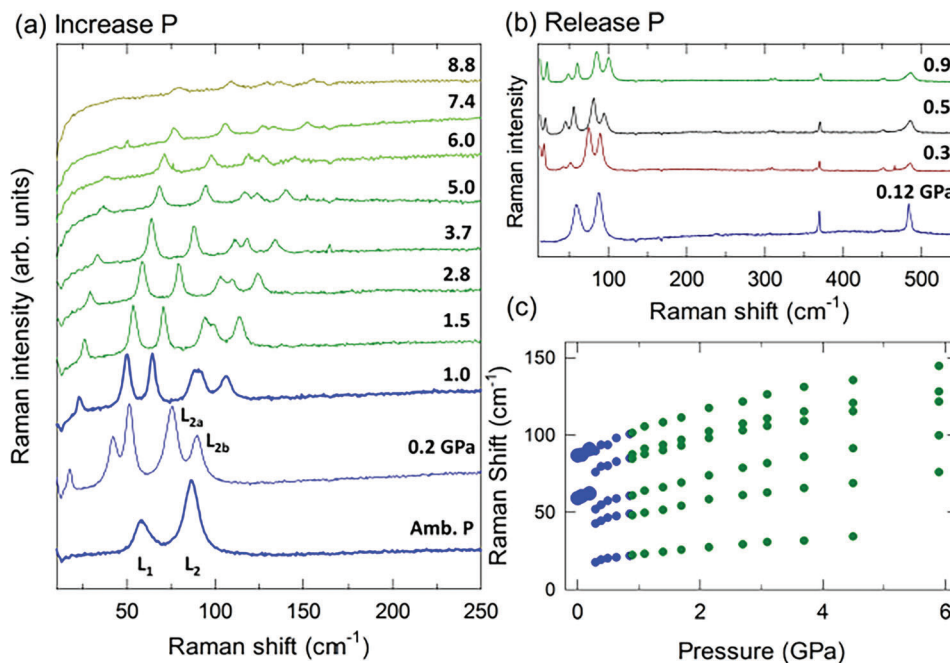 (a) Increase P
8.8
7.4
6.0
5.0
3.7
2.8
1.5
1.0
L2a
L2b
0.2 GPa
Amb. P
L1
L2
50
100
150
200
250
Raman shift (cm-1)
Raman intensity (arb. units)
(b) Release P
0.9
0.5
0.3
0.12 GPa
Raman intensity
100
200
300
400
500
Raman shift (cm-1)
(c)
150
100
50
0
Raman Shift (cm-1)
0
2
4
6
Pressure (GPa)